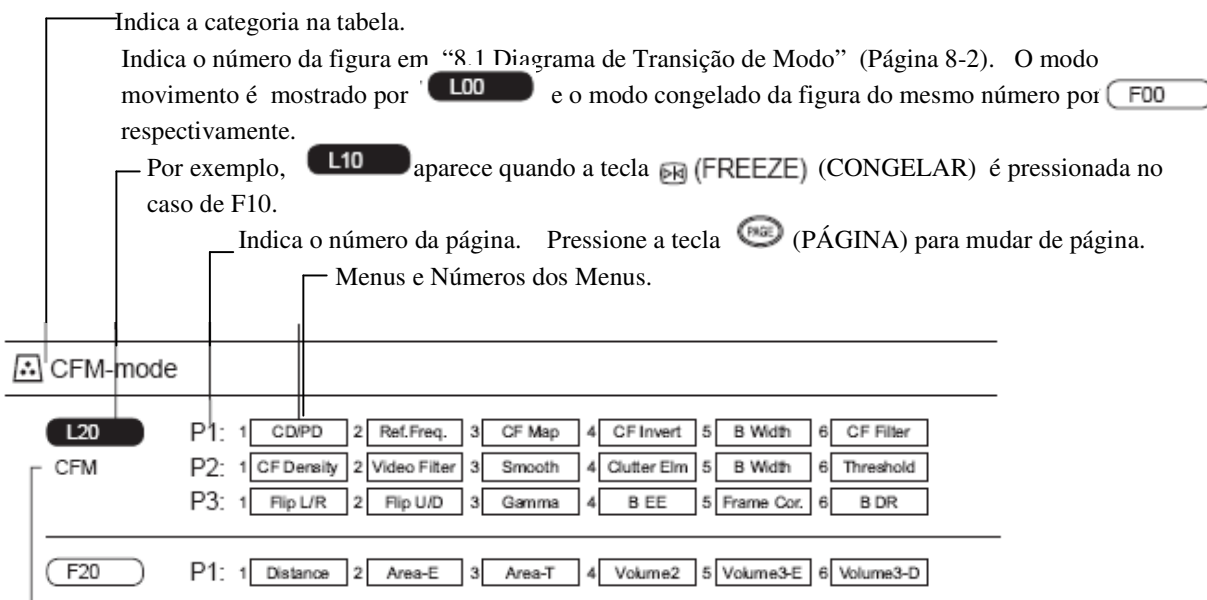 Indica a categoria na tabela.
Indica o número da figura em “8.1 Diagrama de Transição de Modo” (Página 8-2). O modo
movimento é mostrado por L00 e o modo congelado da figura do mesmo número por F00
respectivamente.
Por exemplo, L10 aparece quando a tecla (FREEZE) (CONGELAR) é pressionada no
caso de F10.
Indica o número da página. Pressione a tecla PAGE (PÁGINA) para mudar de página.
Menus e Números dos Menus.
CFM-mode
L20 P1: 1 CD/PD 2 Ref.Freq. 3 CF Map 4 CF Invert 5 B Width 6 CF Filter
CFM P2: 1 CF Density 2 Video Filter 3 Smooth 4 Clutter Elm 5 B Width 6 Threshold
P3: 1 Flip L/R 2 Flip U/D 3 Gamma 4 B EE 5 Frame Cor. 6 B DR
F20 P1: 1 Distance 2 Area-E 3 Area-T 4 Volume2 5 Volume3-E 6 Volume3-D